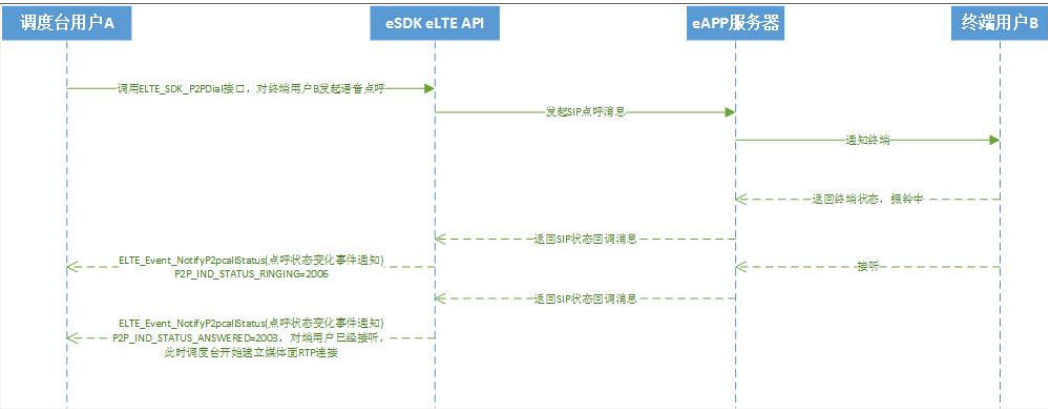 调度台用户A
eSDK eLTE API
eAPP服务器
终端用户B
调用ELTE_SDK_P2PDial接口，对终端用户B发起语音点呼
发起SIP点呼消息
通知终端
返回终端状态，振铃中
返回SIP状态回调消息
ELTE_Event_NotifyP2pcallStatus(点呼状态变化事件通知)
P2P_IND_STATUS_RINGING=2006
接听
返回SIP状态回调消息
ELTE_Event_NotifyP2pcallStatus(点呼状态变化事件通知)
P2P_IND_STATUS_ANSWERED=2003，对端用户已经接听，
此时调度台开始建立媒体面RTP连接